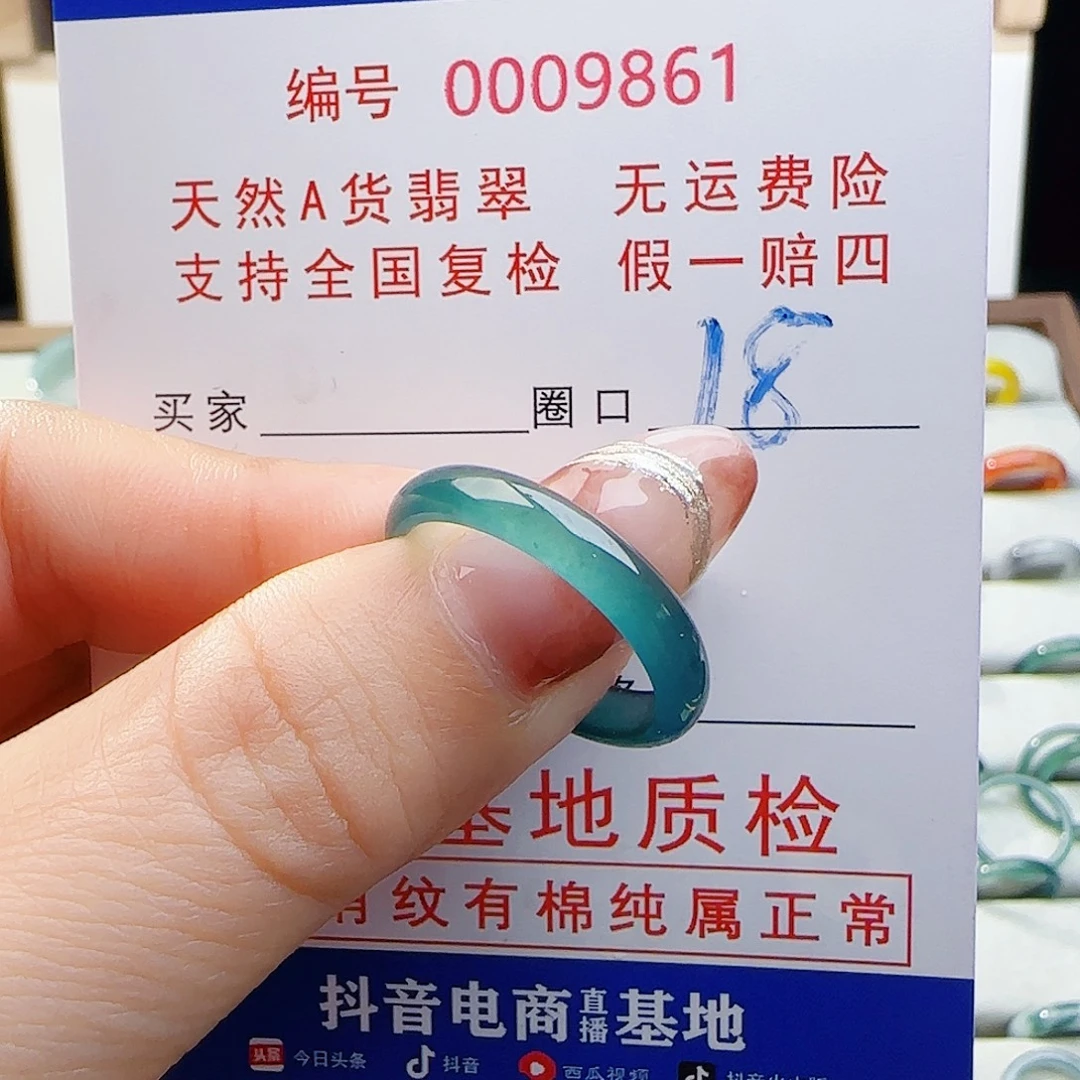 编号 0009861
天然A货翡翠 无运费险
支持全国复检 假一赔四
买家 圈口 18
基地质检
有纹有棉纯属正常
抖音电商直播基地
头条 今日头条 抖音 西瓜视频